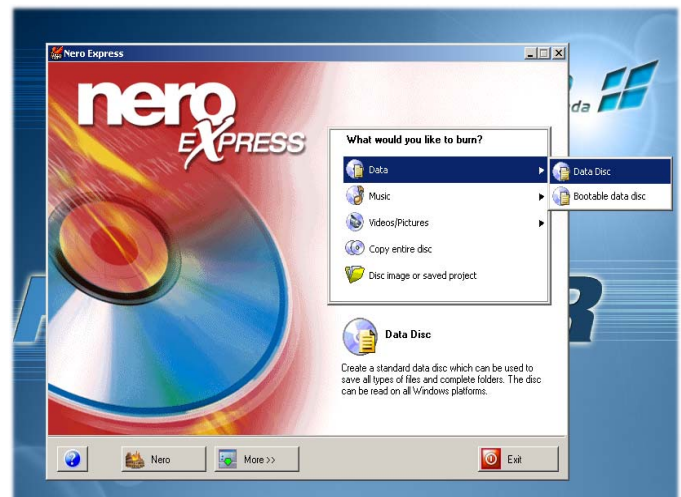 Nero Express
nero
EXPRESS
What would you like to burn?
Data
Music
Videos/Pictures
Copy entire disc
Disc image or saved project
Data Disc
Bootable data disc
Data Disc
Create a standard data disc which can be used to
save all types of files and complete folders. The disc
can be read on all Windows platforms.
Nero
More >>
Exit